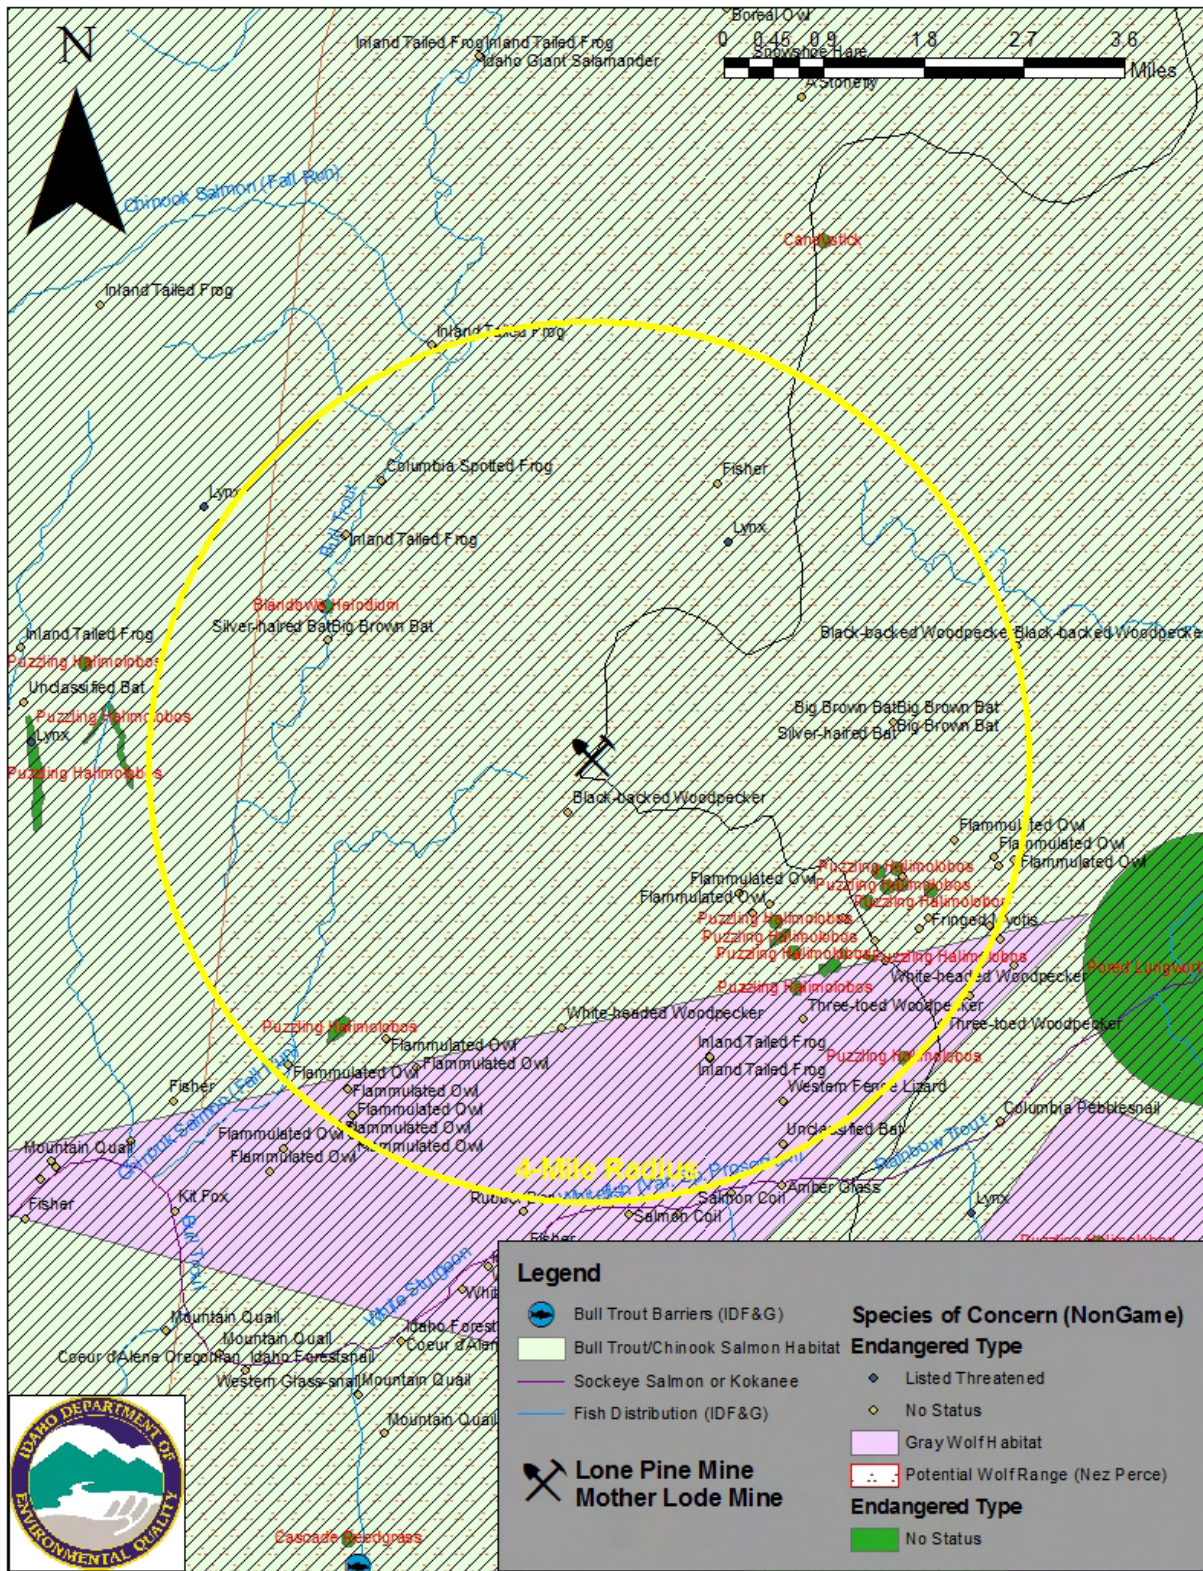 Boreal Owl
N
Inland Tailed Frog Inland Tailed Frog
0 0.45 0.9 1.8 2.7 3.6
Snowshoe Hare
Idaho Giant Salamander
Miles
A Stonefly
Chinook Salmon (Fall Run)
Candystick
Inland Tailed Frog
Inland Tailed Frog
Columbia Spotted Frog
Fisher
Lynx
Bull Trout
Lynx
Inland Tailed Frog
Silver-haired Bat Big Brown Bat
Inland Tailed Frog
Black-backed Woodpecker Black-backed Woodpecker
Puzzling Halimolobos
Unclassified Bat
Puzzling Halimolobos
Big Brown Bat Big Brown Bat
Silver-haired Bat Big Brown Bat
Lynx
Puzzling Halimolobos
Black-backed Woodpecker
Flammulated Owl
Flammulated Owl
Flammulated Owl
Puzzling Halimolobos
Flammulated Owl
Puzzling Halimolobos
Flammulated Owl
Puzzling Halimolobos
Puzzling Halimolobos
Fringed Myotis
Puzzling Halimolobos
Puzzling Halimolobos
Puzzling Halimolobos
Pored Lungwort
White-headed Woodpecker
Puzzling Halimolobos
Three-toed Woodpecker
White-headed Woodpecker
Three-toed Woodpecker
Puzzling Halimolobos
Flammulated Owl
Inland Tailed Frog
Puzzling Halimolobos
Flammulated Owl
Inland Tailed Frog
Flammulated Owl
Chinook Salmon (Fall Run)
Fisher
Flammulated Owl
Western Fence Lizard
Columbia Pebblesnail
Flammulated Owl
Flammulated Owl
Flammulated Owl
Unclassified Bat
Rainbow Trout
Mountain Quail
Flammulated Owl
Flammulated Owl
4-Mile Radius
Whitefish (Var. sp. Prosopium)
Amber Glass
Kit Fox
Salmon Coil
Lynx
Fisher
Salmon Coil
Bull Trout
Fisher
White Sturgeon
Mountain Quail
Mountain Quail
Coeur d'Alene Oregonian Idaho Forestsnail
Western Glass-snail Mountain Quail
Mountain Quail
Cascade Reedgrass
Legend
Bull Trout Barriers (IDF&G)
Bull Trout/Chinook Salmon Habitat
Sockeye Salmon or Kokanee
Fish Distribution (IDF&G)
Lone Pine Mine
Mother Lode Mine
Species of Concern (NonGame)
Endangered Type
Listed Threatened
No Status
Gray Wolf Habitat
Potential Wolf Range (Nez Perce)
Endangered Type
No Status
IDAHO DEPARTMENT OF
ENVIRONMENTAL QUALITY